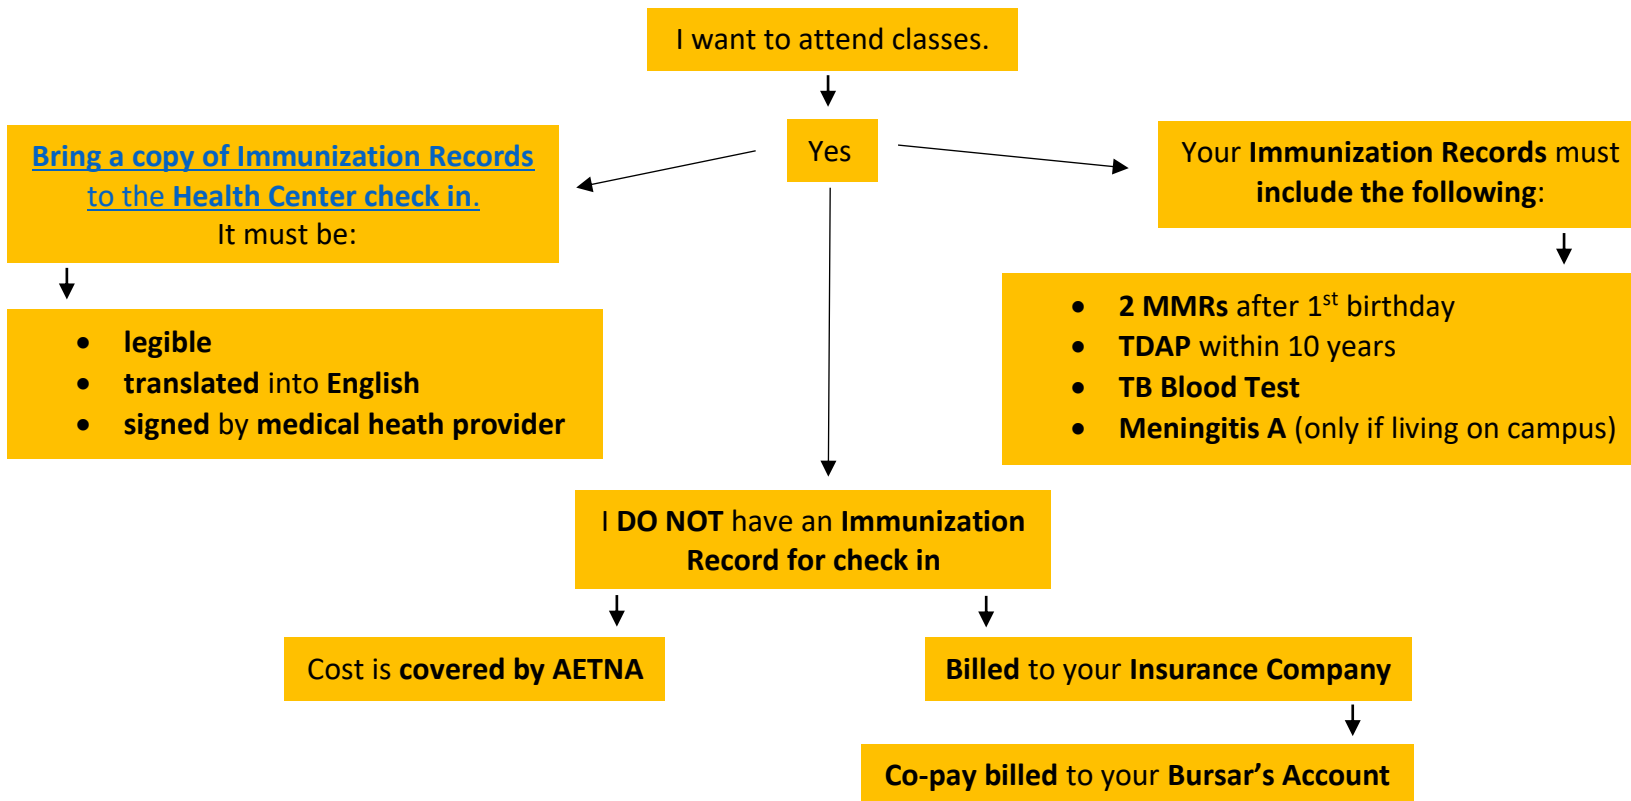 I want to attend classes.
Yes
Bring a copy of Immunization Records
to the Health Center check in.
It must be:
• legible
• translated into English
• signed by medical heath provider
Your Immunization Records must
include the following:
• 2 MMRs after 1st birthday
• TDAP within 10 years
• TB Blood Test
• Meningitis A (only if living on campus)
I DO NOT have an Immunization
Record for check in
Cost is covered by AETNA
Billed to your Insurance Company
Co-pay billed to your Bursar’s Account